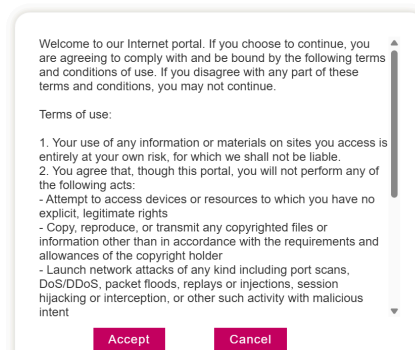 Welcome to our Internet portal. If you choose to continue, you
are agreeing to comply with and be bound by the following terms
and conditions of use. If you disagree with any part of these
terms and conditions, you may not continue.
Terms of use:
1. Your use of any information or materials on sites you access is
entirely at your own risk, for which we shall not be liable.
2. You agree that, though this portal, you will not perform any of
the following acts:
- Attempt to access devices or resources to which you have no
explicit, legitimate rights
- Copy, reproduce, or transmit any copyrighted files or
information other than in accordance with the requirements and
allowances of the copyright holder
- Launch network attacks of any kind including port scans,
DoS/DDoS, packet floods, replays or injections, session
hijacking or interception, or other such activity with malicious
intent
Accept Cancel